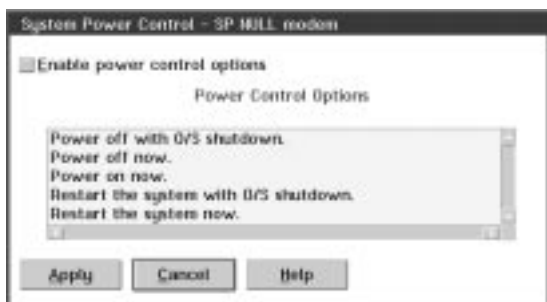 System Power Control - SP NULL modem
Enable power control options
Power Control Options
Power off with O/S shutdown.
Power off now.
Power on now.
Restart the system with O/S shutdown.
Restart the system now.
Apply
Cancel
Help